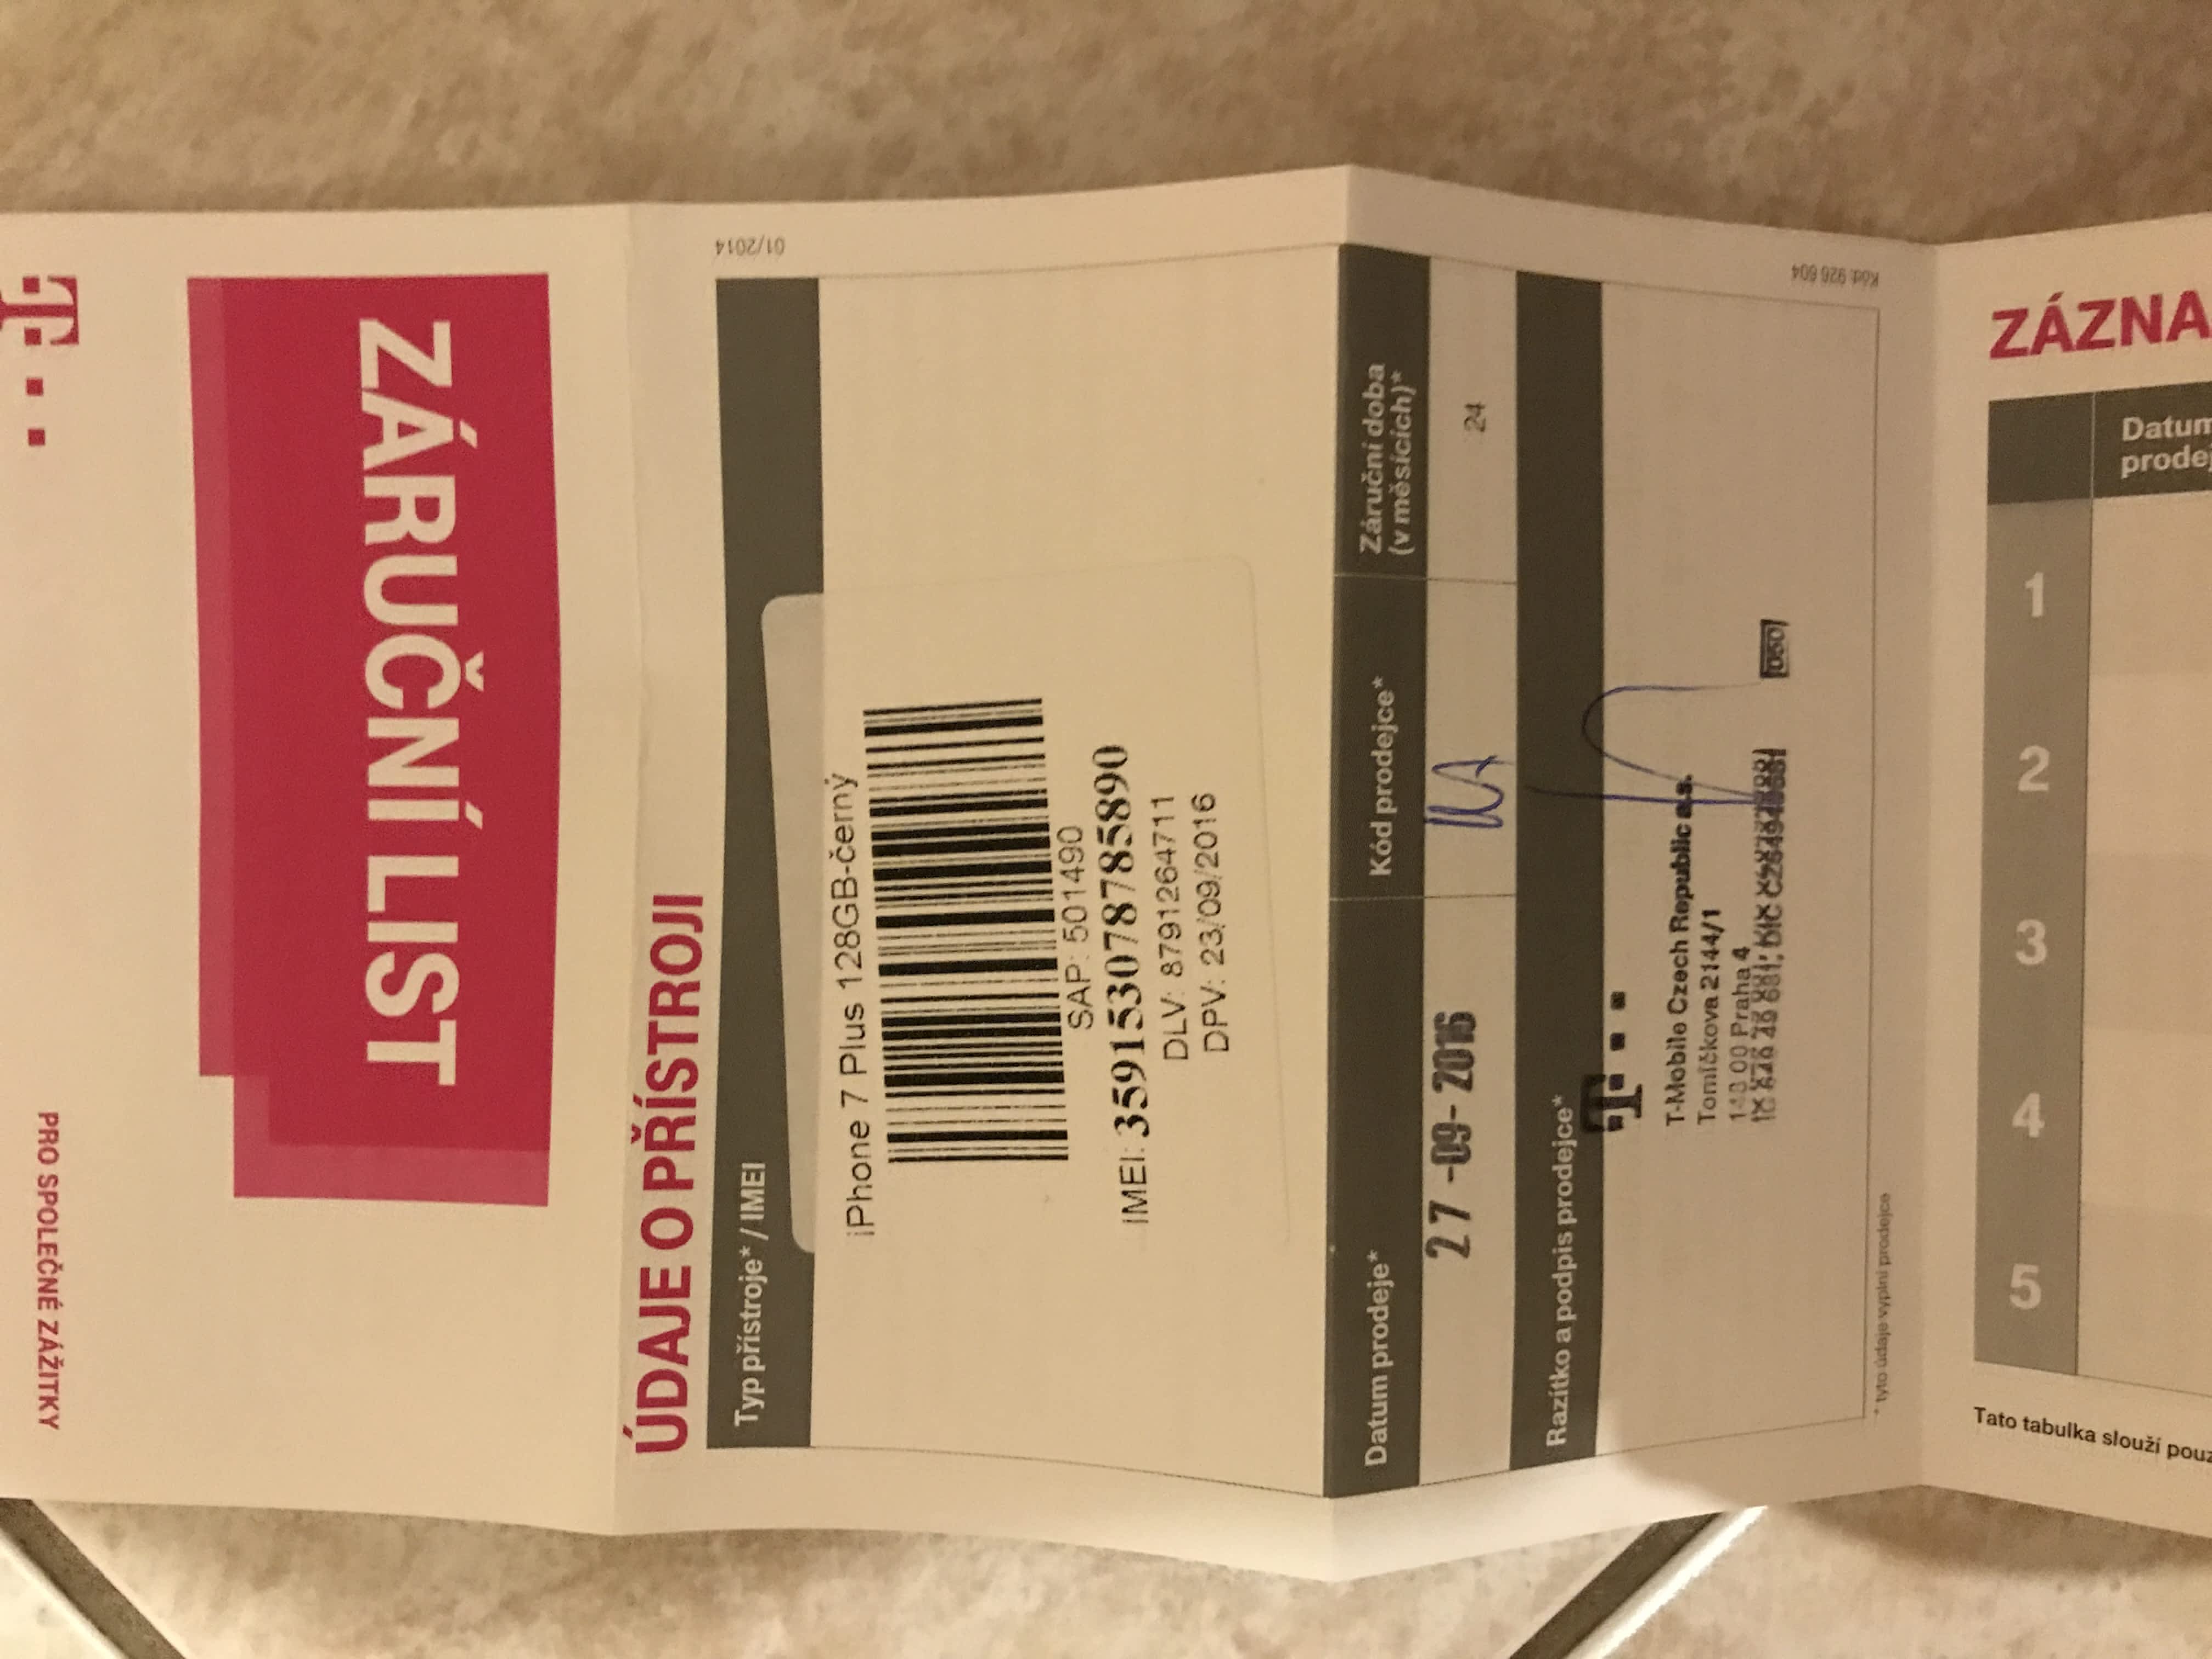 T
PRO SPOLEČNÉ ZÁŽITKY
ZÁRUČNÍ LIST
ÚDAJE O PŘÍSTROJI
01/2014
Typ přístroje* / IMEI
iPhone 7 Plus 128GB-černý
SAP: 501490
IMEI: 359153078785890
DLV: 8791264711
DPV: 23/09/2016
Datum prodeje*
Kód prodejce*
Záruční doba
(v měsících)*
27-09-2016
24
Razítko a podpis prodejce*
T
T-Mobile Czech Republic a.s.
Tomíčkova 2144/1
148 00 Praha 4
Kód: 926 604
* tyto údaje vyplní prodejce
ZÁZNA
Datum
prodej
1
2
3
4
5
Tato tabulka slouží pouz